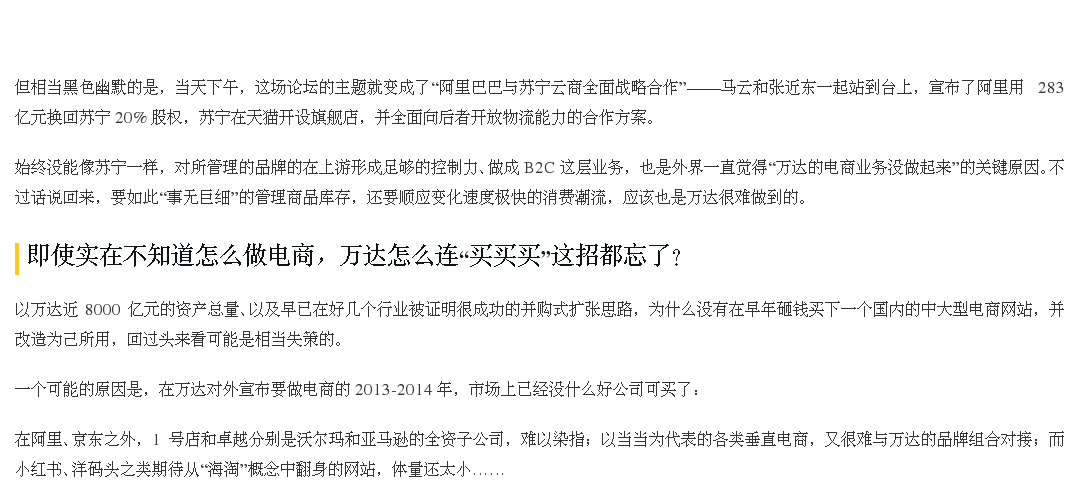 但相当黑色幽默的是，当天下午，这场论坛的主题就变成了“阿里巴巴与苏宁云商全面战略合作”——马云和张近东一起站到台上，宣布了阿里用 283
亿元换回苏宁 20% 股权，苏宁在天猫开设旗舰店，并全面向后者开放物流能力的合作方案。
始终没能像苏宁一样，对所管理的品牌的在上游形成足够的控制力、做成 B2C 这层业务，也是外界一直觉得“万达的电商业务没做起来”的关键原因。不
过话说回来，要如此“事无巨细”的管理商品库存，还要顺应变化速度极快的消费潮流，应该也是万达很难做到的。
即使实在不知道怎么做电商，万达怎么连“买买买”这招都忘了？
以万达近 8000 亿元的资产总量、以及早已在好几个行业被证明很成功的并购式扩张思路，为什么没有在早年砸钱买下一个国内的中大型电商网站，并
改造为己所用，回过头来看可能是相当失策的。
一个可能的原因是，在万达对外宣布要做电商的 2013-2014 年，市场上已经没什么好公司可买了：
在阿里、京东之外，1 号店和卓越分别是沃尔玛和亚马逊的全资子公司，难以染指；以当当为代表的各类垂直电商，又很难与万达的品牌组合对接；而
小红书、洋码头之类期待从“海淘”概念中翻身的网站，体量还太小……